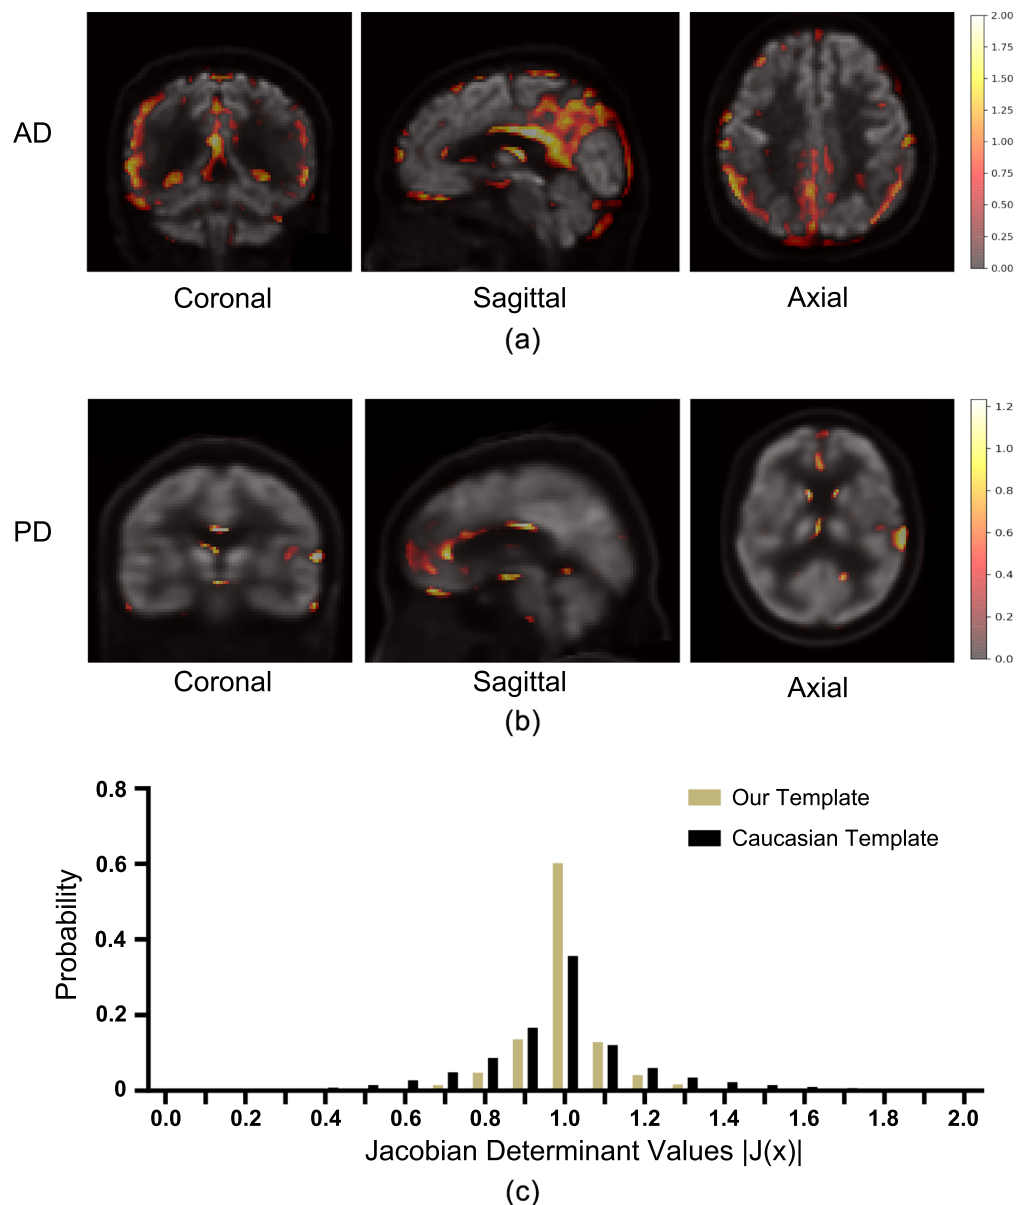 AD
2.00
1.75
1.50
1.25
1.00
0.75
0.50
0.25
0.00
Coronal
Sagittal
Axial
(a)
PD
1.2
1.0
0.8
0.6
0.4
0.2
0.0
Coronal
Sagittal
Axial
(b)
Our Template
Caucasian Template
Probability
0.8
0.6
0.4
0.2
0
0.0 0.2 0.4 0.6 0.8 1.0 1.2 1.4 1.6 1.8 2.0
Jacobian Determinant Values |J(x)|
(c)